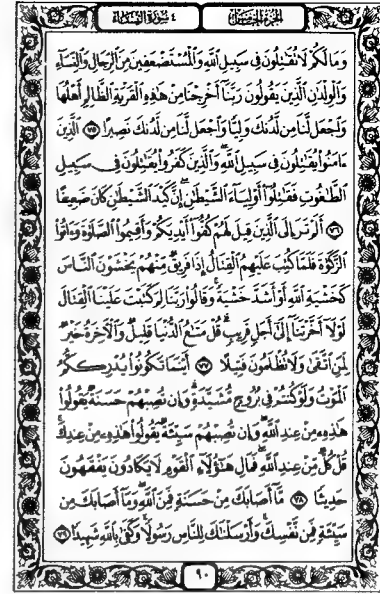 الجزء الخامس
٤ سورة النساء
وَمَا لَكُمْ لَا تُقَٰتِلُونَ فِى سَبِيلِ ٱللَّهِ وَٱلْمُسْتَضْعَفِينَ مِنَ ٱلرِّجَالِ وَٱلنِّسَآءِ
وَٱلْوِلْدَٰنِ ٱلَّذِينَ يَقُولُونَ رَبَّنَآ أَخْرِجْنَا مِنْ هَٰذِهِ ٱلْقَرْيَةِ ٱلظَّالِمِ أَهْلُهَا
وَٱجْعَل لَّنَا مِن لَّدُنكَ وَلِيًّا وَٱجْعَل لَّنَا مِن لَّدُنكَ نَصِيرًا ٧٥ ٱلَّذِينَ
ءَامَنُوا۟ يُقَٰتِلُونَ فِى سَبِيلِ ٱللَّهِ ۖ وَٱلَّذِينَ كَفَرُوا۟ يُقَٰتِلُونَ فِى سَبِيلِ
ٱلطَّٰغُوتِ فَقَٰتِلُوٓا۟ أَوْلِيَآءَ ٱلشَّيْطَٰنِ ۖ إِنَّ كَيْدَ ٱلشَّيْطَٰنِ كَانَ ضَعِيفًا
٧٦ أَلَمْ تَرَ إِلَى ٱلَّذِينَ قِيلَ لَهُمْ كُفُّوٓا۟ أَيْدِيَكُمْ وَأَقِيمُوا۟ ٱلصَّلَوٰةَ وَءَاتُوا۟
ٱلزَّكَوٰةَ فَلَمَّا كُتِبَ عَلَيْهِمُ ٱلْقِتَالُ إِذَا فَرِيقٌ مِّنْهُمْ يَخْشَوْنَ ٱلنَّاسَ
كَخَشْيَةِ ٱللَّهِ أَوْ أَشَدَّ خَشْيَةً ۚ وَقَالُوا۟ رَبَّنَا لِمَ كَتَبْتَ عَلَيْنَا ٱلْقِتَالَ
لَوْلَآ أَخَّرْتَنَآ إِلَىٰٓ أَجَلٍ قَرِيبٍ ۗ قُلْ مَتَٰعُ ٱلدُّنْيَا قَلِيلٌ وَٱلْءَاخِرَةُ خَيْرٌ
لِّمَنِ ٱتَّقَىٰ وَلَا تُظْلَمُونَ فَتِيلًا ٧٧ أَيْنَمَا تَكُونُوا۟ يُدْرِككُّمُ
ٱلْمَوْتُ وَلَوْ كُنتُمْ فِى بُرُوجٍ مُّشَيَّدَةٍ ۗ وَإِن تُصِبْهُمْ حَسَنَةٌ يَقُولُوا۟
هَٰذِهِۦ مِنْ عِندِ ٱللَّهِ ۖ وَإِن تُصِبْهُمْ سَيِّئَةٌ يَقُولُوا۟ هَٰذِهِۦ مِنْ عِندِكَ ۚ
قُلْ كُلٌّ مِّنْ عِندِ ٱللَّهِ ۖ فَمَالِ هَٰٓؤُلَآءِ ٱلْقَوْمِ لَا يَكَادُونَ يَفْقَهُونَ
حَدِيثًا ٧٨ مَّآ أَصَابَكَ مِنْ حَسَنَةٍ فَمِنَ ٱللَّهِ ۖ وَمَآ أَصَابَكَ مِن
سَيِّئَةٍ فَمِن نَّفْسِكَ ۚ وَأَرْسَلْنَٰكَ لِلنَّاسِ رَسُولًا ۚ وَكَفَىٰ بِٱللَّهِ شَهِيدًا ٧٩
٩٠